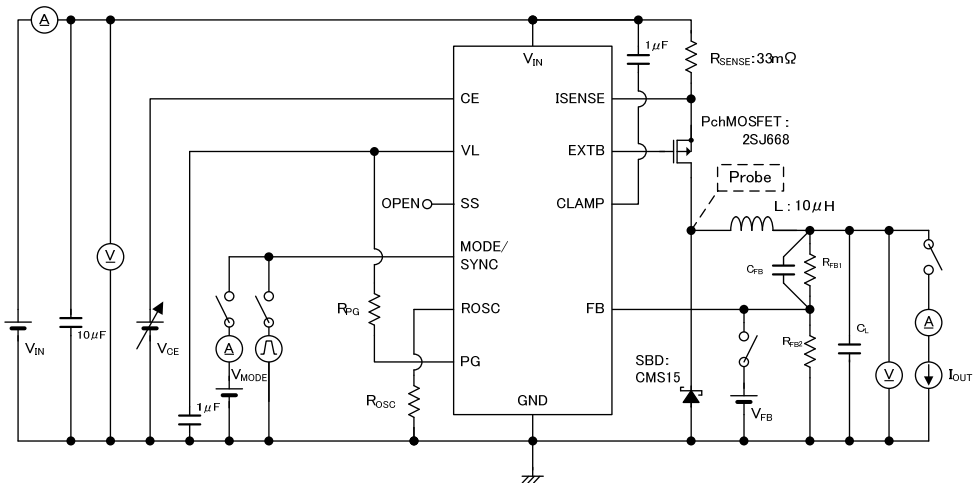 A
1μF
VIN
RSENSE:33mΩ
CE
ISENSE
PchMOSFET:
2SJ668
VL
EXTB
Probe
OPEN
SS
CLAMP
L:10μH
MODE/
SYNC
V
CFB
RFB1
RPG
ROSC
FB
10μF
VIN
VCE
A
VMODE
PG
RFB2
CL
A
SBD:
CMS15
V
IOUT
1μF
ROSC
GND
VFB